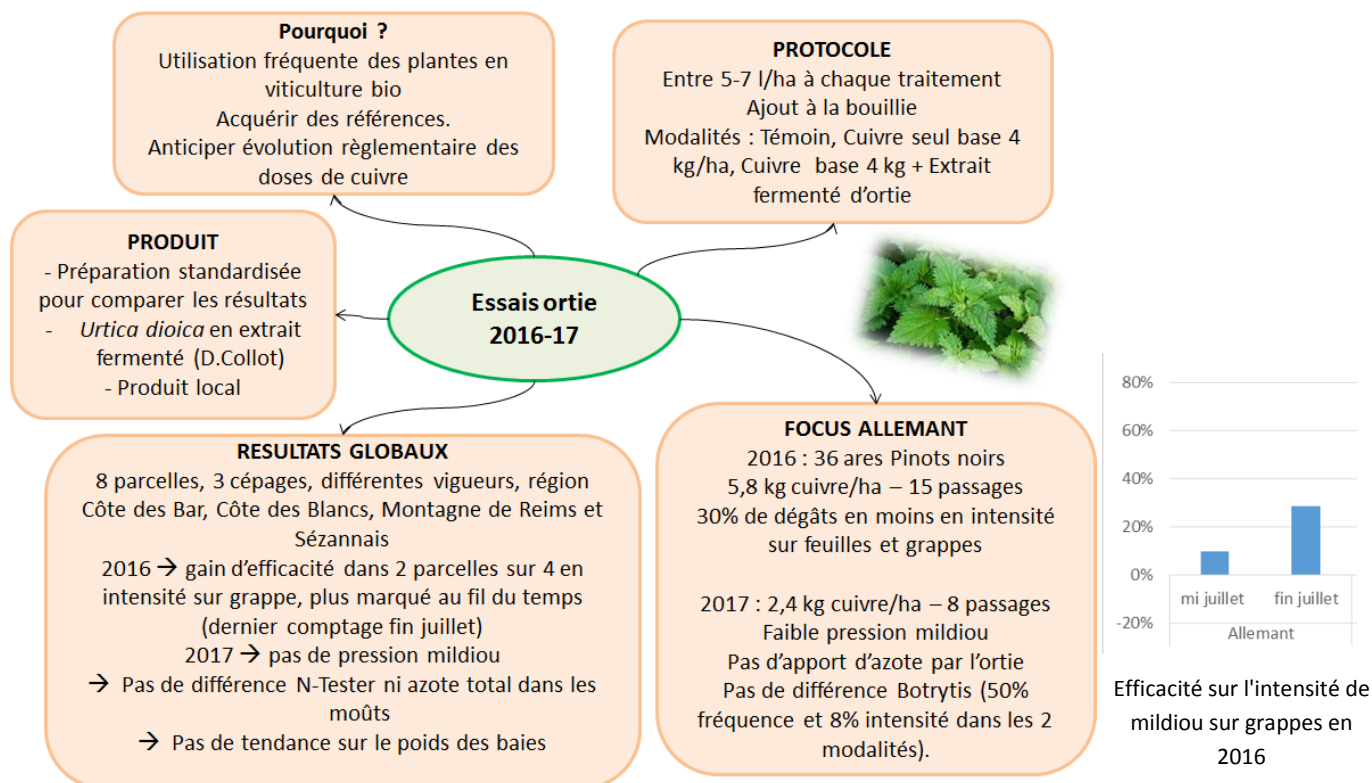 Pourquoi ?
Utilisation fréquente des plantes en
viticulture bio
Acquérir des références.
Anticiper évolution règlementaire des
doses de cuivre
PROTOCOLE
Entre 5-7 l/ha à chaque traitement
Ajout à la bouillie
Modalités : Témoin, Cuivre seul base 4
kg/ha, Cuivre base 4 kg + Extrait
fermenté d'ortie
PRODUIT
- Préparation standardisée
pour comparer les résultats
- Urtica dioica en extrait
fermenté (D.Collot)
- Produit local
Essais ortie
2016-17
RESULTATS GLOBAUX
8 parcelles, 3 cépages, différentes vigueurs, région
Côte des Bar, Côte des Blancs, Montagne de Reims et
Sézannais
2016 → gain d'efficacité dans 2 parcelles sur 4 en
intensité sur grappe, plus marqué au fil du temps
(dernier comptage fin juillet)
2017 → pas de pression mildiou
→ Pas de différence N-Tester ni azote total dans les
moûts
→ Pas de tendance sur le poids des baies
FOCUS ALLEMANT
2016 : 36 ares Pinots noirs
5,8 kg cuivre/ha – 15 passages
30% de dégâts en moins en intensité
sur feuilles et grappes
2017 : 2,4 kg cuivre/ha – 8 passages
Faible pression mildiou
Pas d'apport d'azote par l'ortie
Pas de différence Botrytis (50%
fréquence et 8% intensité dans les 2
modalités).
80%
60%
40%
20%
0%
-20%
mi juillet fin juillet
Allemant
Efficacité sur l'intensité de
mildiou sur grappes en
2016